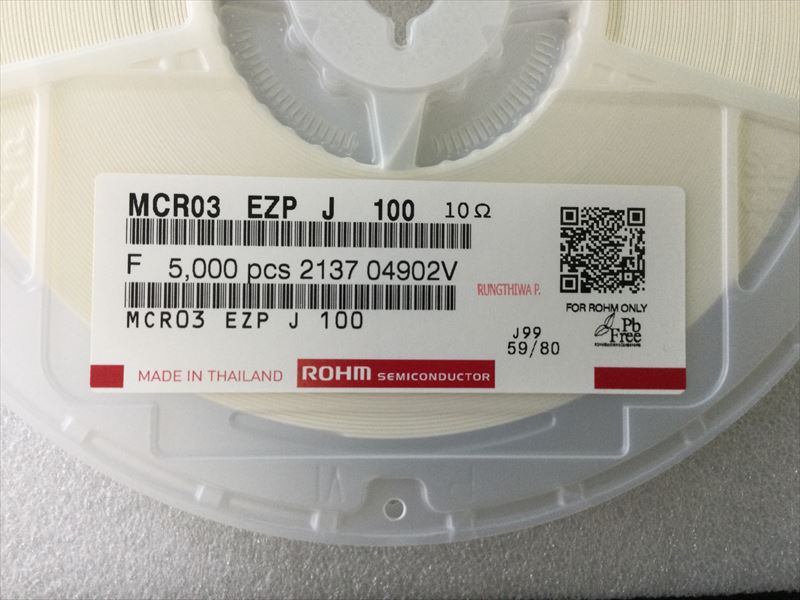 MCR03 EZP J 100 10Ω
F 5,000 pcs 2137 04902V
RUNGTHIWA P.
MCR03 EZP J 100
FOR ROHM ONLY
Pb
Free
J99
59/80
MADE IN THAILAND ROHM SEMICONDUCTOR